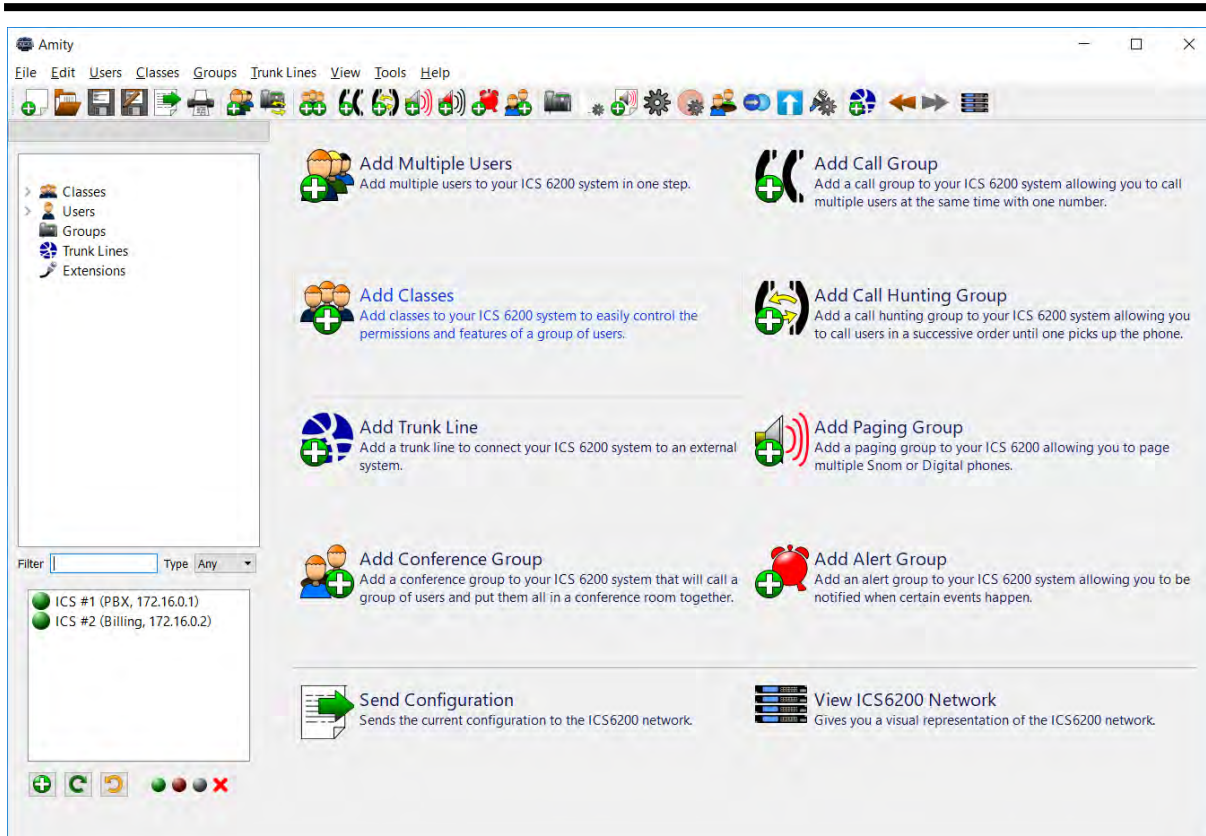 Amity
File Edit Users Classes Groups Trunk Lines View Tools Help
Classes
Users
Groups
Trunk Lines
Extensions
Filter Type Any
ICS #1 (PBX, 172.16.0.1)
ICS #2 (Billing, 172.16.0.2)
Add Multiple Users
Add multiple users to your ICS 6200 system in one step.
Add Call Group
Add a call group to your ICS 6200 system allowing you to call
multiple users at the same time with one number.
Add Classes
Add classes to your ICS 6200 system to easily control the
permissions and features of a group of users.
Add Call Hunting Group
Add a call hunting group to your ICS 6200 system allowing you
to call users in a successive order until one picks up the phone.
Add Trunk Line
Add a trunk line to connect your ICS 6200 system to an external
system.
Add Paging Group
Add a paging group to your ICS 6200 allowing you to page
multiple Snom or Digital phones.
Add Conference Group
Add a conference group to your ICS 6200 system that will call a
group of users and put them all in a conference room together.
Add Alert Group
Add an alert group to your ICS 6200 system allowing you to be
notified when certain events happen.
Send Configuration
Sends the current configuration to the ICS6200 network.
View ICS6200 Network
Gives you a visual representation of the ICS6200 network.